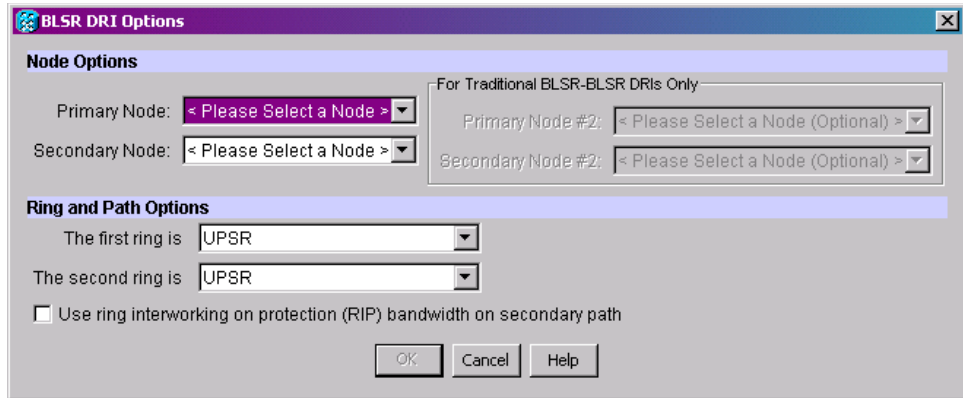 BLSR DRI Options
Node Options
Primary Node: < Please Select a Node >
Secondary Node: < Please Select a Node >
For Traditional BLSR-BLSR DRIs Only
Primary Node #2: < Please Select a Node (Optional) >
Secondary Node #2: < Please Select a Node (Optional) >
Ring and Path Options
The first ring is UPSR
The second ring is UPSR
Use ring interworking on protection (RIP) bandwidth on secondary path
OK Cancel Help